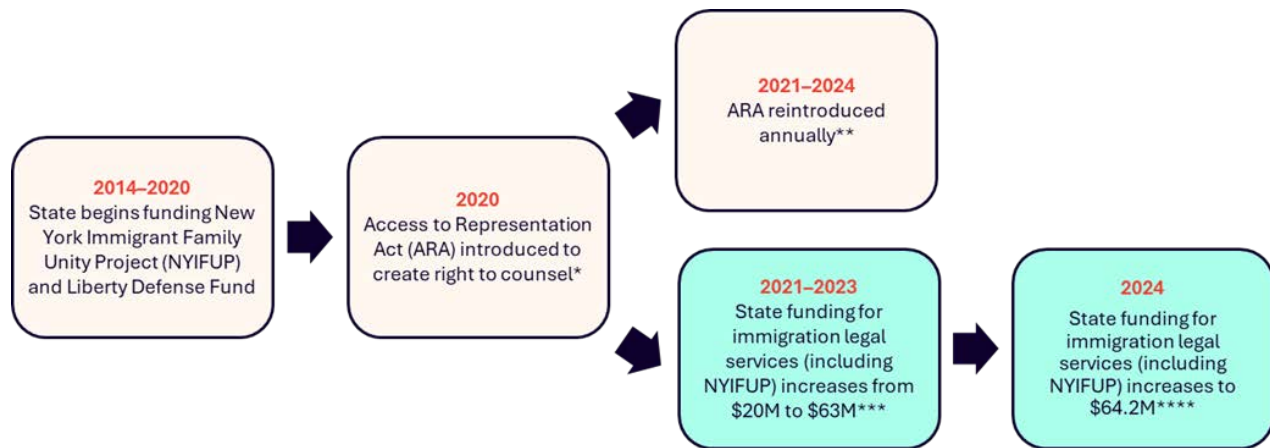 2014–2020
State begins funding New
York Immigrant Family
Unity Project (NYIFUP)
and Liberty Defense Fund
2020
Access to Representation
Act (ARA) introduced to
create right to counsel*
2021–2024
ARA reintroduced
annually**
2021–2023
State funding for
immigration legal
services (including
NYIFUP) increases from
$20M to $63M***
2024
State funding for
immigration legal
services (including
NYIFUP) increases to
$64.2M****